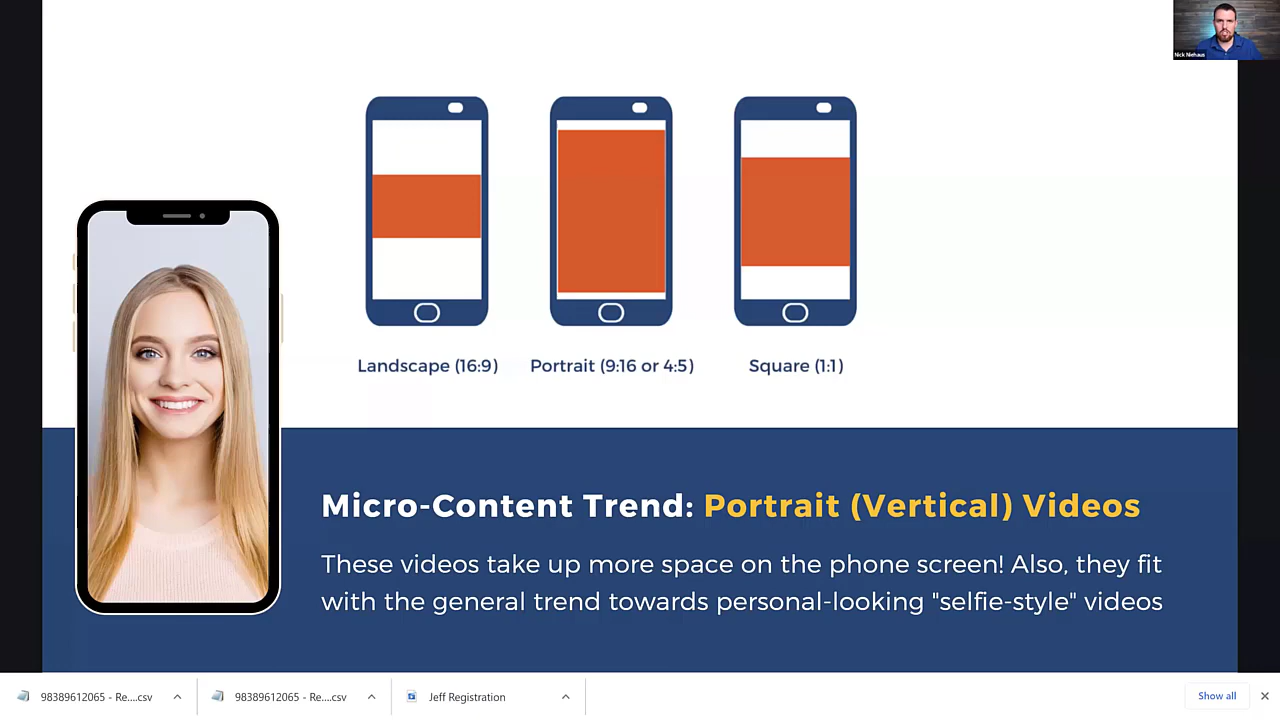 Nick Niehaus
Landscape (16:9)
Portrait (9:16 or 4:5)
Square (1:1)
Micro-Content Trend: Portrait (Vertical) Videos
These videos take up more space on the phone screen! Also, they fit
with the general trend towards personal-looking "selfie-style" videos
98389612065 - Re....csv
98389612065 - Re....csv
Jeff Registration
Show all